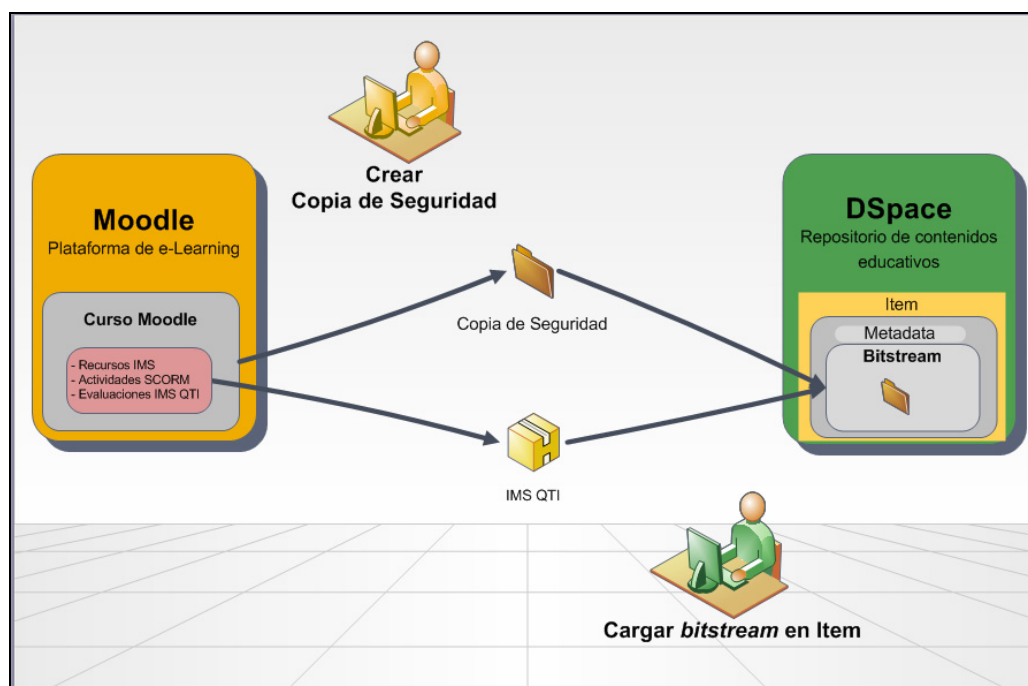 Crear
Copia de Seguridad
Moodle
Plataforma de e-Learning
Curso Moodle
- Recursos IMS
- Actividades SCORM
- Evaluaciones IMS QTI
Copia de Seguridad
IMS QTI
DSpace
Repositorio de contenidos
educativos
Item
Metadata
Bitstream
Cargar bitstream en Item